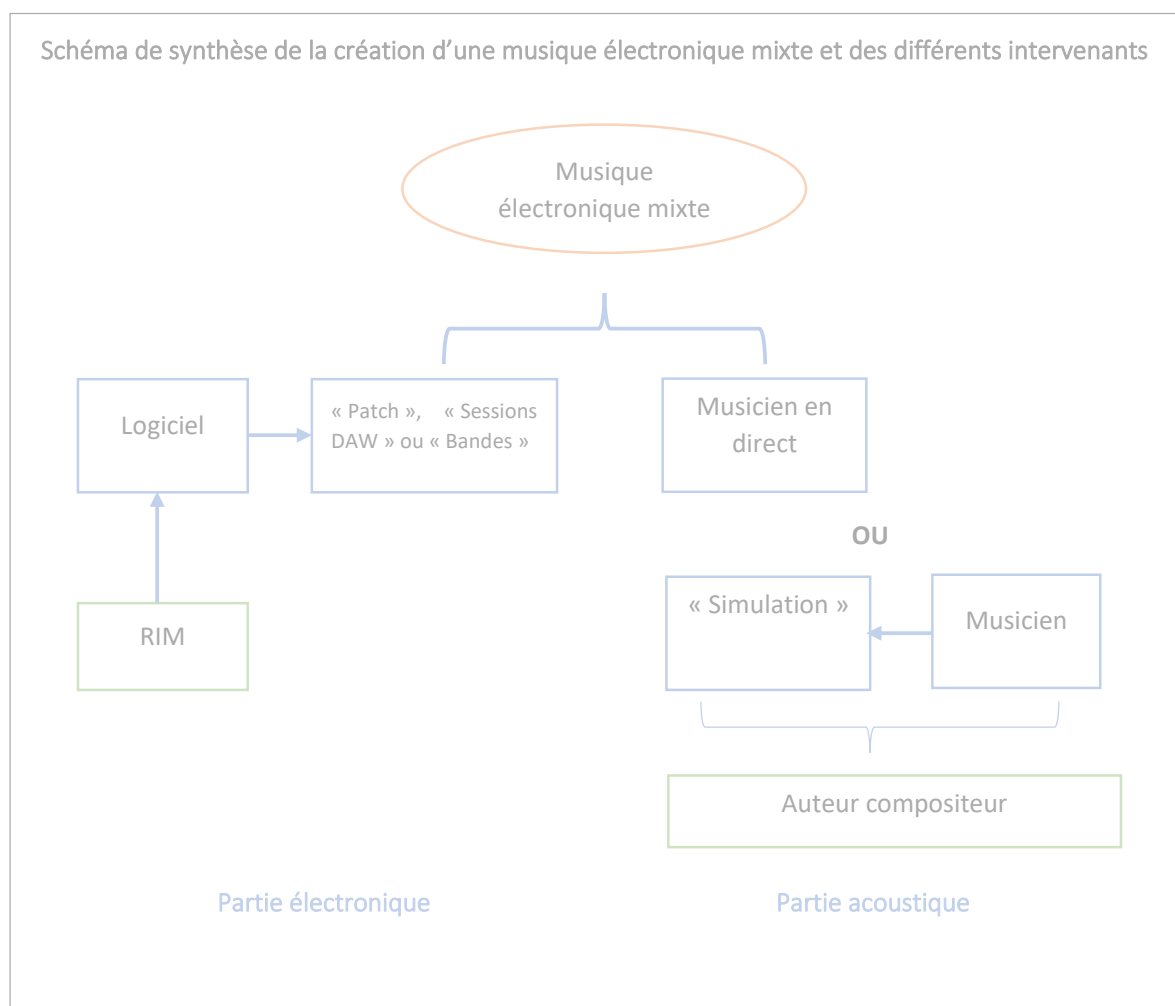 Schéma de synthèse de la création d’une musique électronique mixte et des différents intervenants
Musique
électronique mixte
Logiciel
« Patch », « Sessions
DAW » ou « Bandes »
Musicien en
direct
OU
RIM
« Simulation »
Musicien
Auteur compositeur
Partie électronique
Partie acoustique